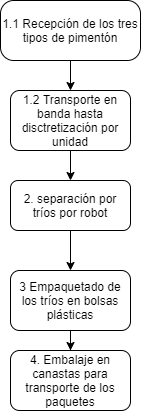 1.1 Recepción de los tres
tipos de pimentón
1.2 Transporte en
banda hasta
disctretización por
unidad
2. separación por
tríos por robot
3 Empaquetado de
los tríos en bolsas
plásticas
4. Embalaje en
canastas para
transporte de los
paquetes